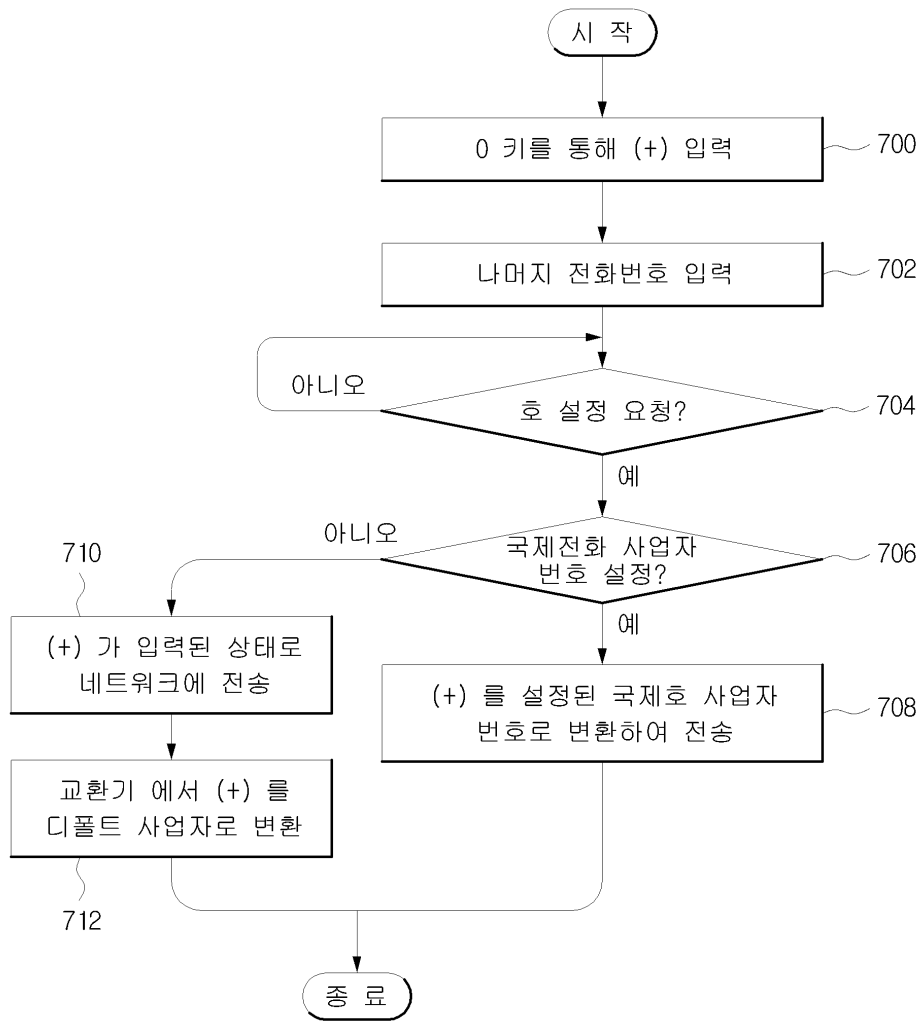 시 작
0 키를 통해 (+) 입력
700
나머지 전화번호 입력
702
아니오
호 설정 요청?
704
예
아니오
국제전화 사업자
번호 설정?
706
710
예
(+) 가 입력된 상태로
네트워크에 전송
(+) 를 설정된 국제호 사업자
번호로 변환하여 전송
708
교환기 에서 (+) 를
디폴트 사업자로 변환
712
종 료